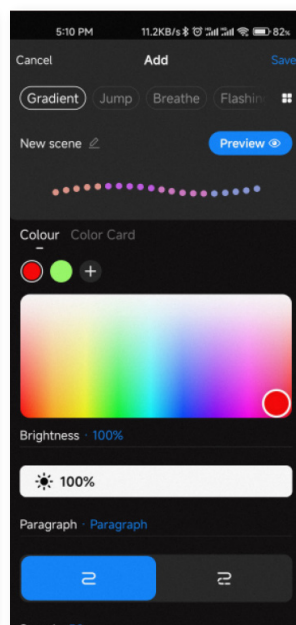 5:10 PM 11.2KB/s 82%
Cancel Add Save
Gradient Jump Breathe Flashin
New scene Preview
Colour Color Card
Brightness · 100%
100%
Paragraph · Paragraph